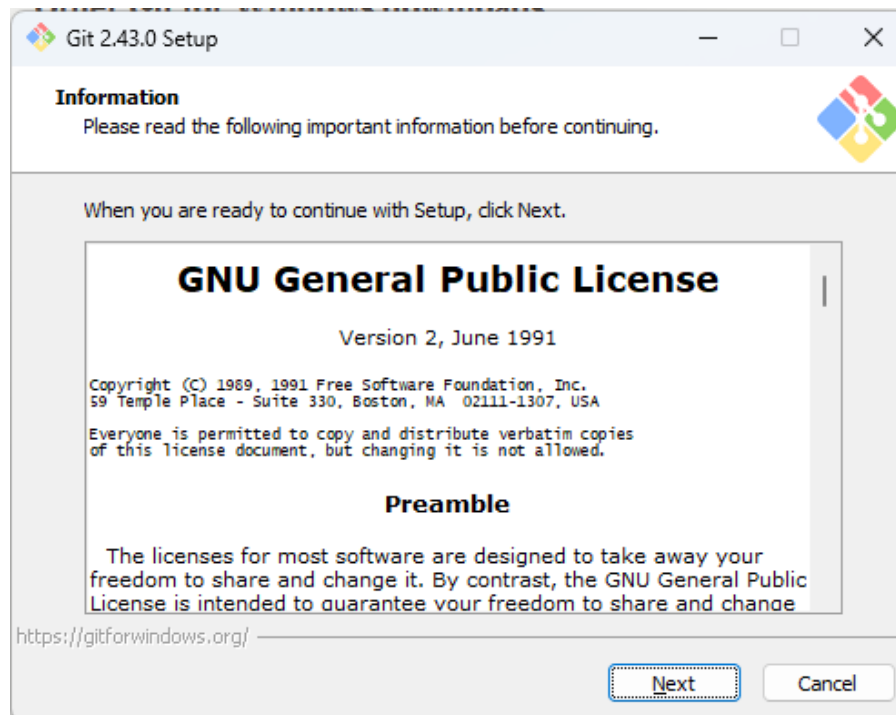 Git 2.43.0 Setup
Information
Please read the following important information before continuing.
When you are ready to continue with Setup, click Next.
GNU General Public License
Version 2, June 1991
Copyright (C) 1989, 1991 Free Software Foundation, Inc.
59 Temple Place - Suite 330, Boston, MA  02111-1307, USA
Everyone is permitted to copy and distribute verbatim copies
of this license document, but changing it is not allowed.
Preamble
The licenses for most software are designed to take away your
freedom to share and change it. By contrast, the GNU General Public
License is intended to guarantee your freedom to share and change
https://gitforwindows.org/
Next
Cancel